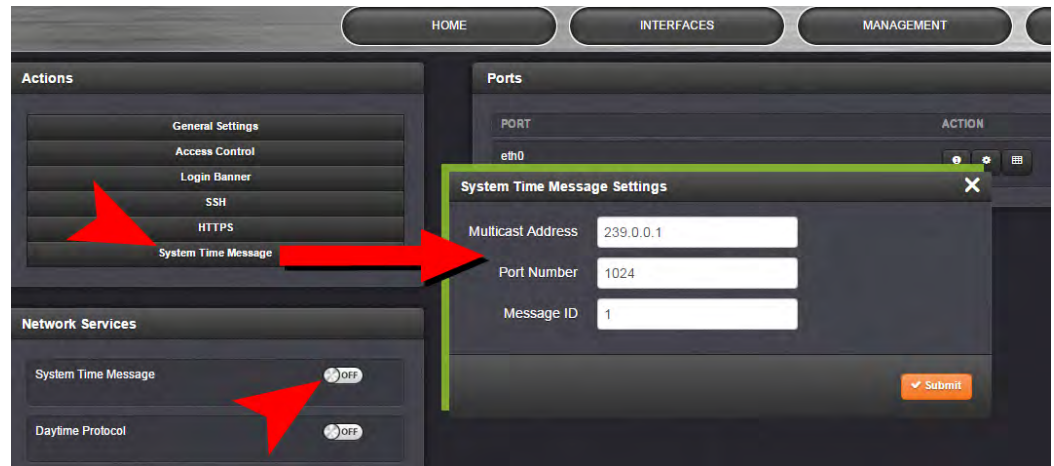 HOME
INTERFACES
MANAGEMENT
Actions
General Settings
Access Control
Login Banner
SSH
HTTPS
System Time Message
Ports
PORT
ACTION
eth0
System Time Message Settings
Multicast Address
239.0.0.1
Port Number
1024
Message ID
1
Submit
Network Services
System Time Message
OFF
Daytime Protocol
OFF